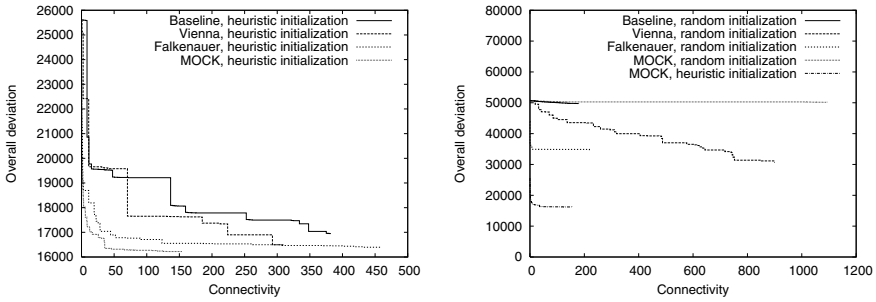 Baseline, heuristic initialization
Vienna, heuristic initialization
Falkenauer, heuristic initialization
MOCK, heuristic initialization
26000
25000
24000
23000
22000
21000
20000
19000
18000
17000
16000
Overall deviation
0 50 100 150 200 250 300 350 400 450 500
Connectivity
Baseline, random initialization
Vienna, random initialization
Falkenauer, random initialization
MOCK, random initialization
MOCK, heuristic initialization
80000
70000
60000
50000
40000
30000
20000
10000
0
Overall deviation
0 200 400 600 800 1000 1200
Connectivity